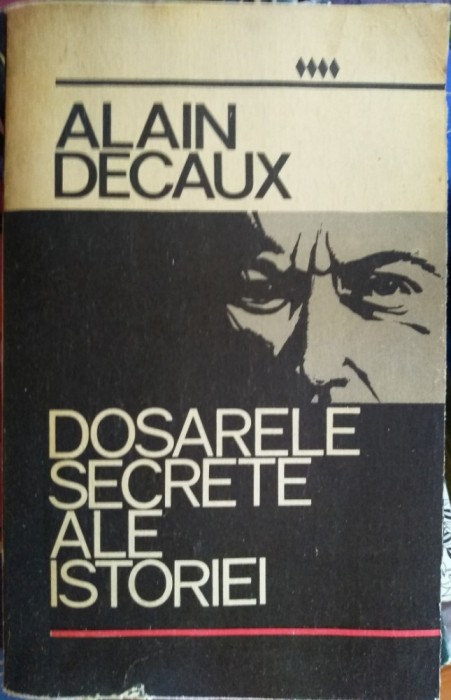 ALAIN
DECAUX
DOSARELE
SECRETE
ALE
ISTORIEI